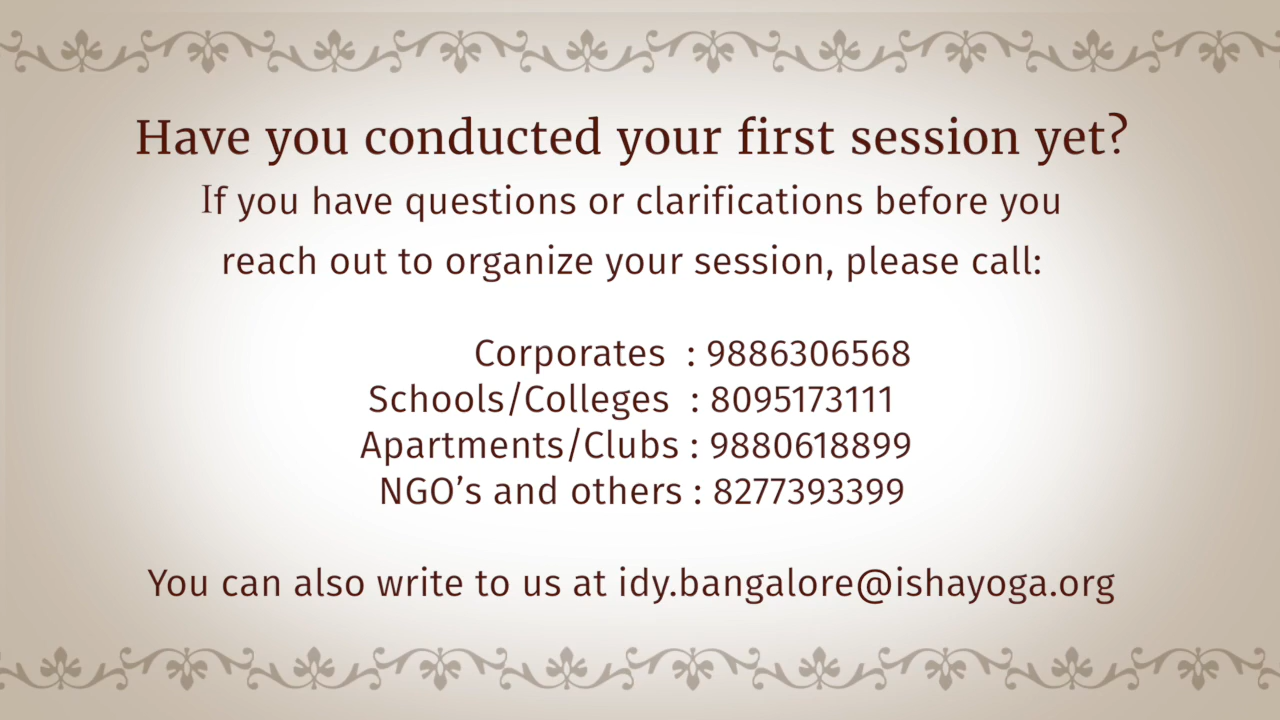 Have you conducted your first session yet?
If you have questions or clarifications before you
reach out to organize your session, please call:
Corporates : 9886306568
Schools/Colleges : 8095173111
Apartments/Clubs : 9880618899
NGO’s and others : 8277393399
You can also write to us at idy.bangalore@ishayoga.org